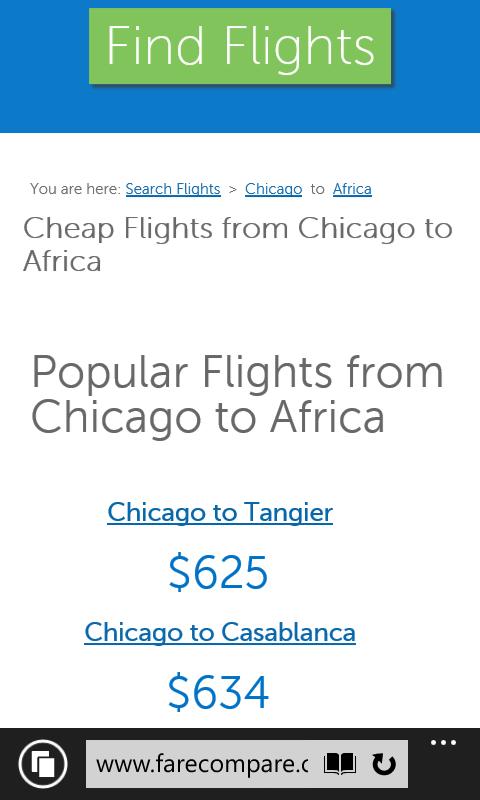 Find Flights
You are here: Search Flights > Chicago to Africa
Cheap Flights from Chicago to
Africa
Popular Flights from
Chicago to Africa
Chicago to Tangier
$625
Chicago to Casablanca
$634
www.farecompare.c